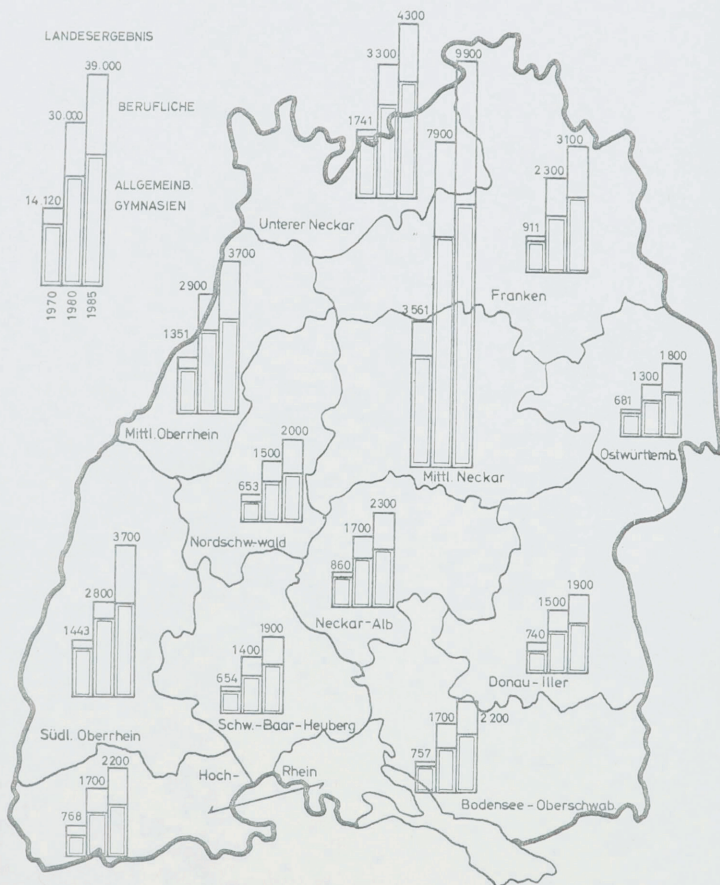 LANDESERGEBNIS
39.000
30.000
14.120
BERUFLICHE
ALLGEMEINB.
GYMNASIEN
1970
1980
1985
4300
3300
1741
Unterer Neckar
9900
7900
3561
Mittl. Neckar
3100
2300
911
Franken
3700
2900
1351
Mittl. Oberrhein
1800
1300
681
Ostwürttemb.
2000
1500
653
Nordschw-wald
2300
1700
860
Neckar-Alb
3700
2800
1443
Südl. Oberrhein
1900
1400
654
Schw.-Baar-Heuberg
1900
1500
740
Donau-Iller
2200
1700
757
Bodensee-Oberschwab.
2200
1700
768
Hoch-
Rhein